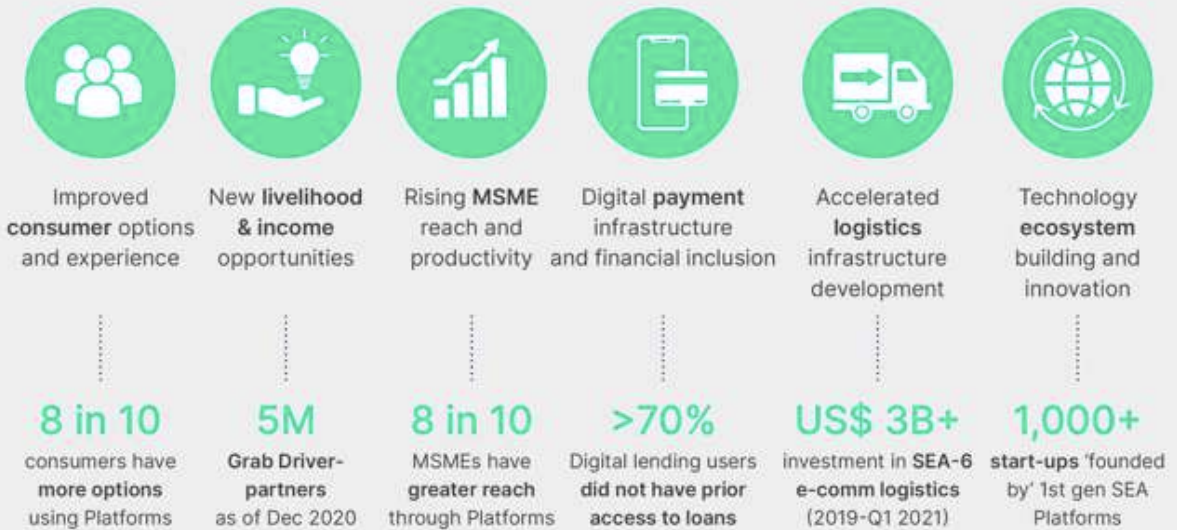 Improved
consumer options
and experience
New livelihood
& income
opportunities
Rising MSME
reach and
productivity
Digital payment
infrastructure
and financial inclusion
Accelerated
logistics
infrastructure
development
Technology
ecosystem
building and
innovation
8 in 10
consumers have
more options
using Platforms
5M
Grab Driver-
partners
as of Dec 2020
8 in 10
MSMEs have
greater reach
through Platforms
>70%
Digital lending users
did not have prior
access to loans
US$ 3B+
investment in SEA-6
e-comm logistics
(2019-Q1 2021)
1,000+
start-ups 'founded
by' 1st gen SEA
Platforms